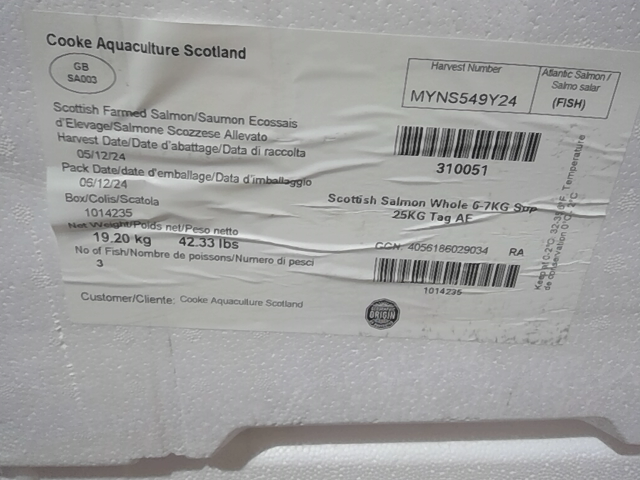 Cooke Aquaculture Scotland
GB
SA003
Harvest Number
MYNS549Y24
Atlantic Salmon /
Salmo salar
(FISH)
Scottish Farmed Salmon/Saumon Ecossais
d'Elevage/Salmone Scozzese Allevato
Harvest Date/Date d'abattage/Data di raccolta
05/12/24
Pack Date/date d'emballage/Data d'imballaggio
06/12/24
Box/Colis/Scatola
1014235
Net Weight/Poids net/Peso netto
19.20 kg 42.33 lbs
No of Fish/Nombre de poissons/Numero di pesci
3
Customer/Cliente: Cooke Aquaculture Scotland
310051
Scottish Salmon Whole 6-7KG Sup
25KG Tag AF
GGN: 4056186029034 RA
1014235
ORIGIN
de conservation
Temperature